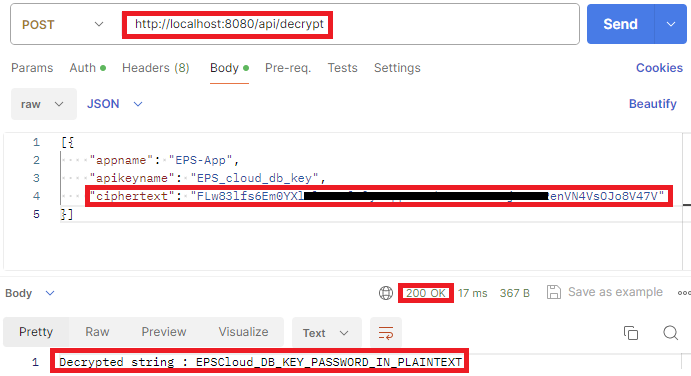 POST http://localhost:8080/api/decrypt Send
Params Auth Headers (8) Body Pre-req. Tests Settings Cookies
raw JSON Beautify
1 [{
2 "appname": "EPS-App",
3 "apikeyname": "EPS_cloud_db_key",
4 "ciphertext": "FLw83lfs6Em0YXl enVN4VsOJo8V47V"
5 }]
Body 200 OK 17 ms 367 B Save as example
Pretty Raw Preview Visualize Text
1 Decrypted string : EPSCloud_DB_KEY_PASSWORD_IN_PLAINTEXT